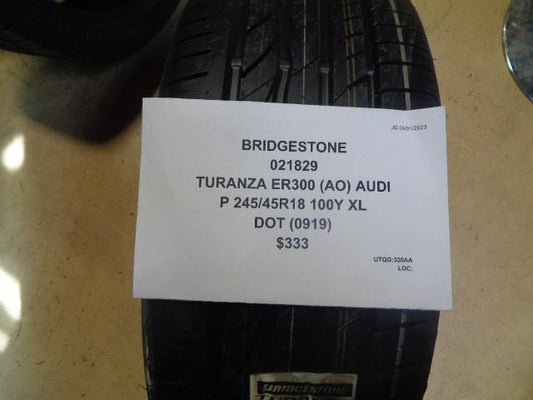 JG 04/01/2023
BRIDGESTONE
021829
TURANZA ER300 (AO) AUDI
P 245/45R18 100Y XL
DOT (0919)
$333
UTQG:320AA
LOC:
BRIDGESTONE